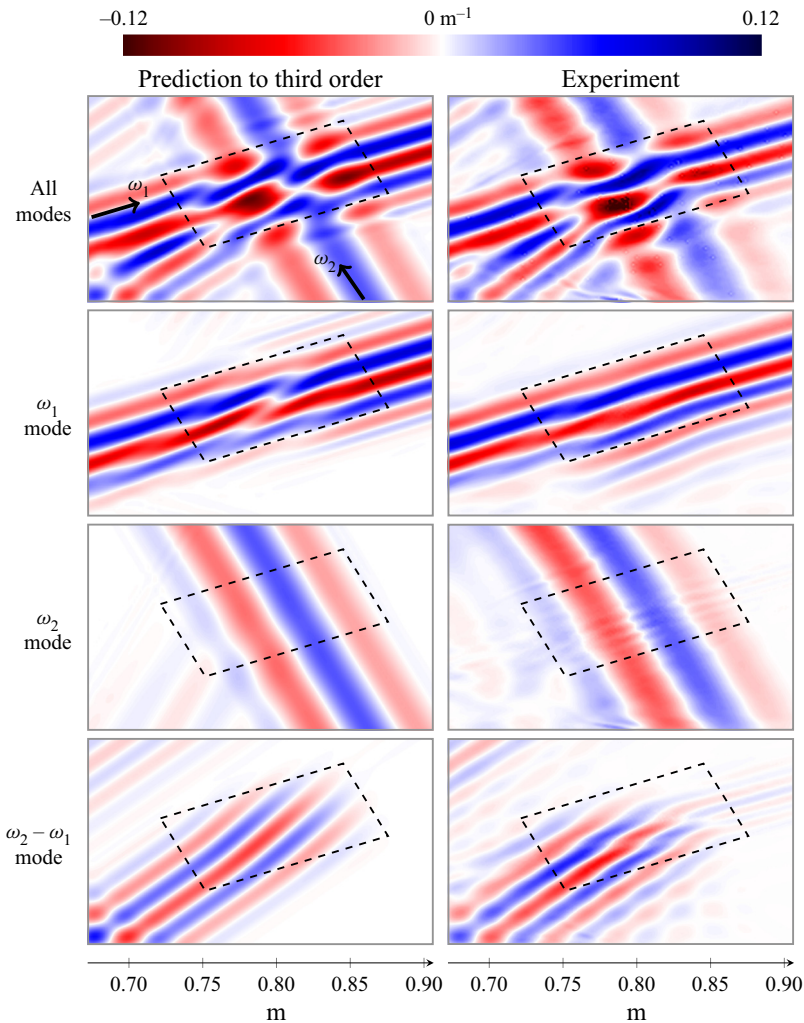 −0.12 0 m⁻¹ 0.12
Prediction to third order Experiment
All
modes
ω₁
ω₂
ω₁
mode
ω₂
mode
ω₂ − ω₁
mode
0.70 0.75 0.80 0.85 0.90 0.70 0.75 0.80 0.85 0.90
m m